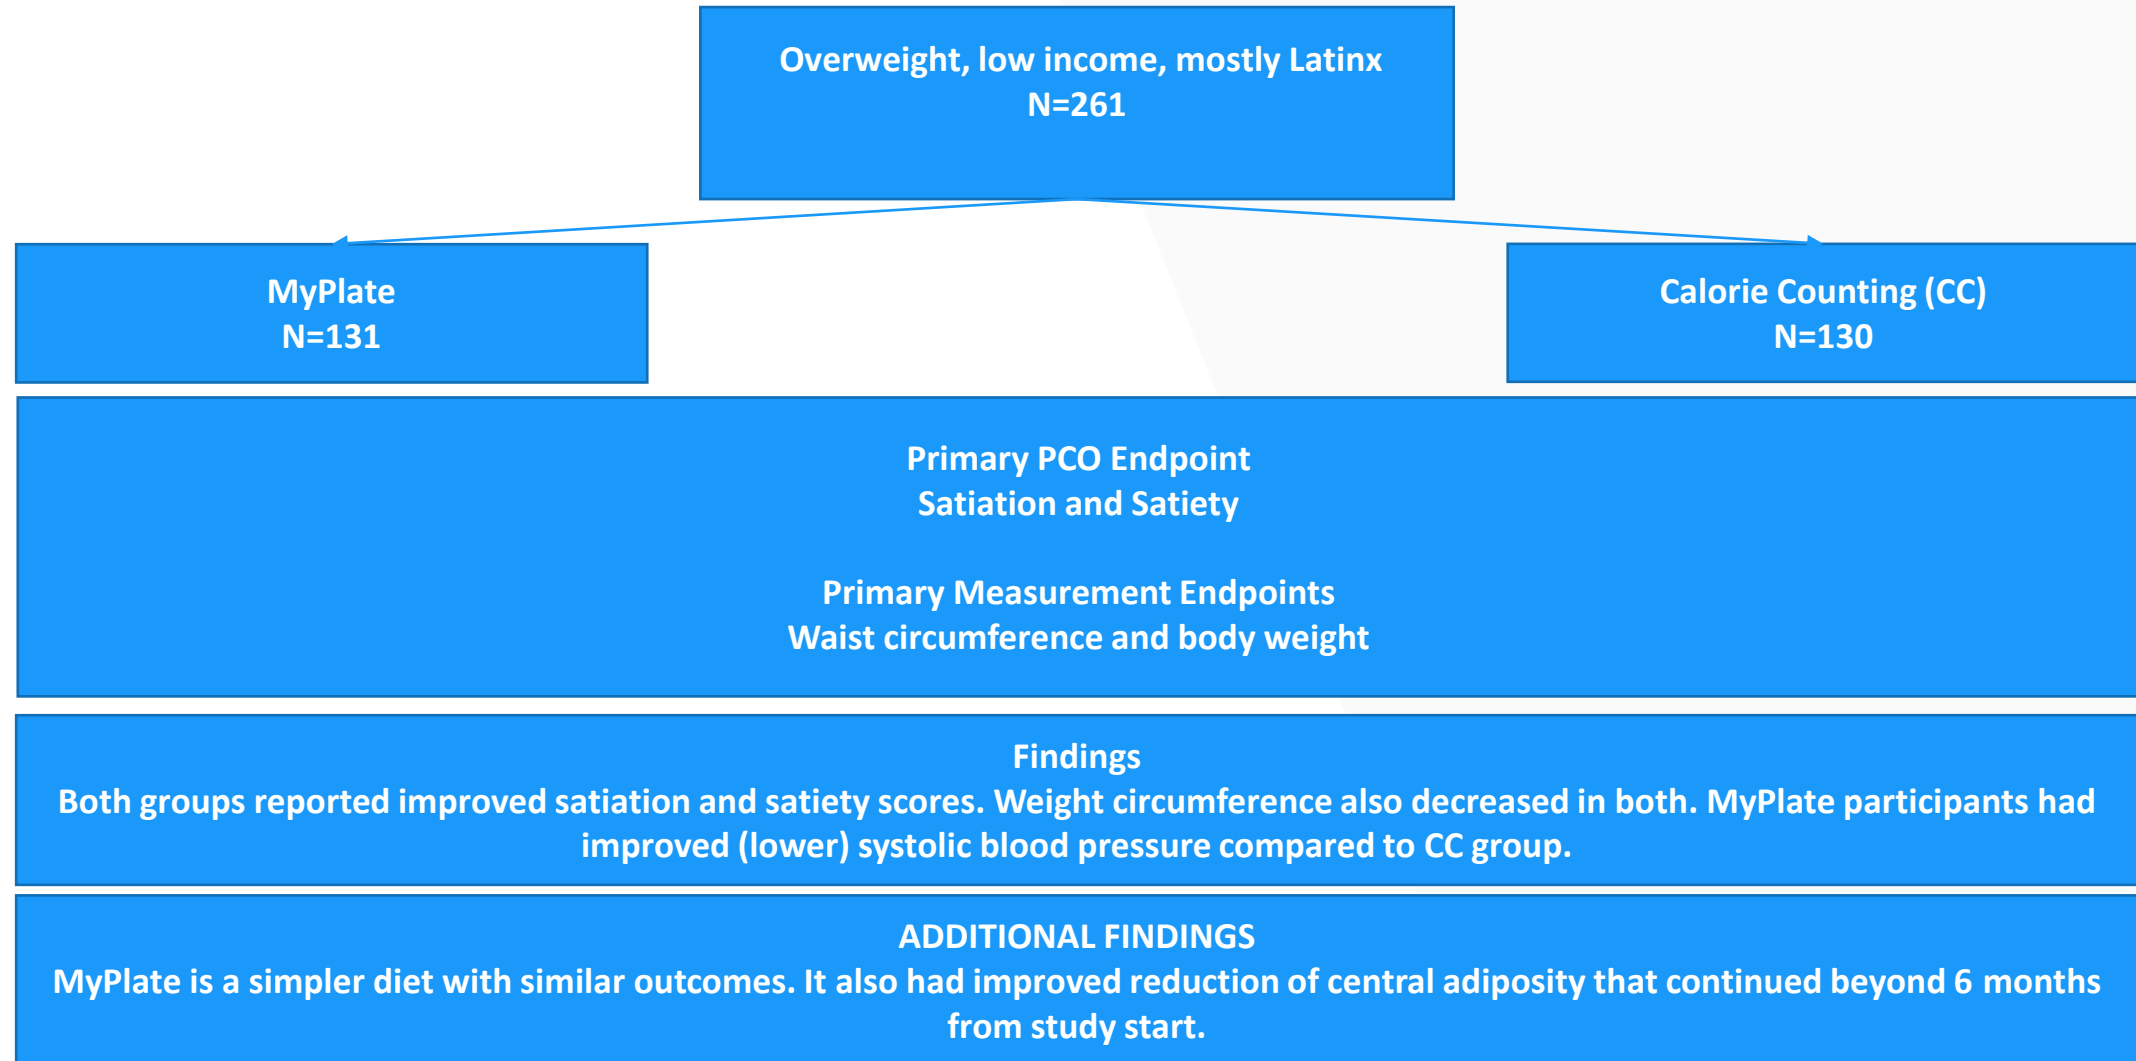 Overweight, low income, mostly Latinx
N=261
MyPlate
N=131
Calorie Counting (CC)
N=130
Primary PCO Endpoint
Satiation and Satiety
Primary Measurement Endpoints
Waist circumference and body weight
Findings
Both groups reported improved satiation and satiety scores. Weight circumference also decreased in both. MyPlate participants had
improved (lower) systolic blood pressure compared to CC group.
ADDITIONAL FINDINGS
MyPlate is a simpler diet with similar outcomes. It also had improved reduction of central adiposity that continued beyond 6 months
from study start.